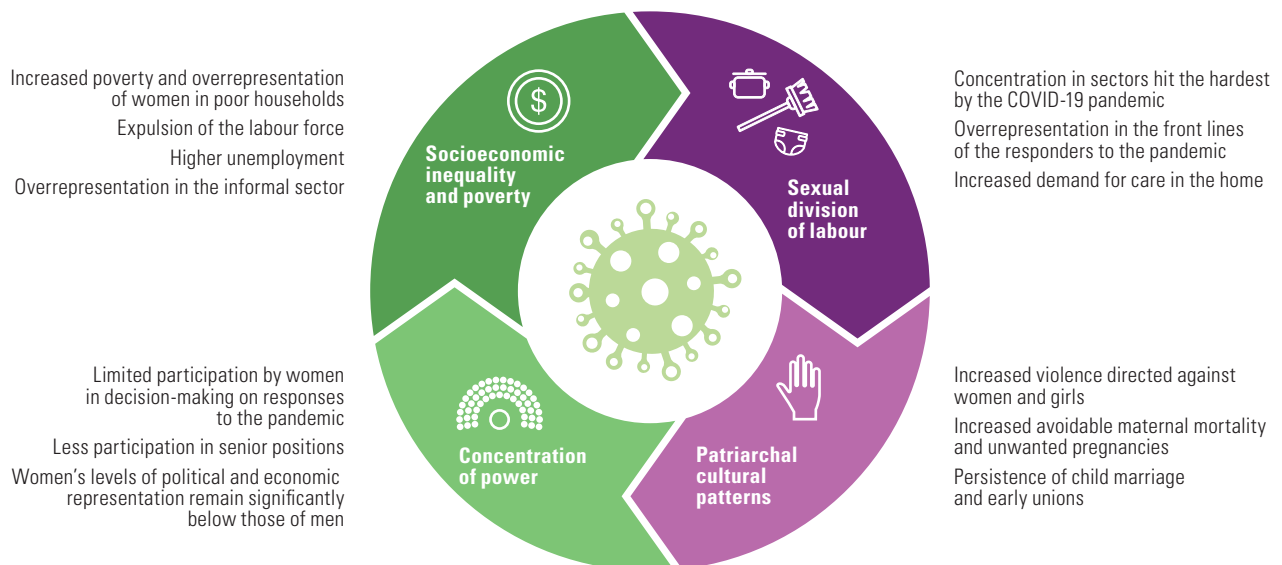 Increased poverty and overrepresentation
of women in poor households
Expulsion of the labour force
Higher unemployment
Overrepresentation in the informal sector
$
Socioeconomic
inequality
and poverty
Sexual
division
of labour
Concentration in sectors hit the hardest
by the COVID-19 pandemic
Overrepresentation in the front lines
of the responders to the pandemic
Increased demand for care in the home
Limited participation by women
in decision-making on responses
to the pandemic
Less participation in senior positions
Women's levels of political and economic
representation remain significantly
below those of men
Concentration
of power
Patriarchal
cultural
patterns
Increased violence directed against
women and girls
Increased avoidable maternal mortality
and unwanted pregnancies
Persistence of child marriage
and early unions